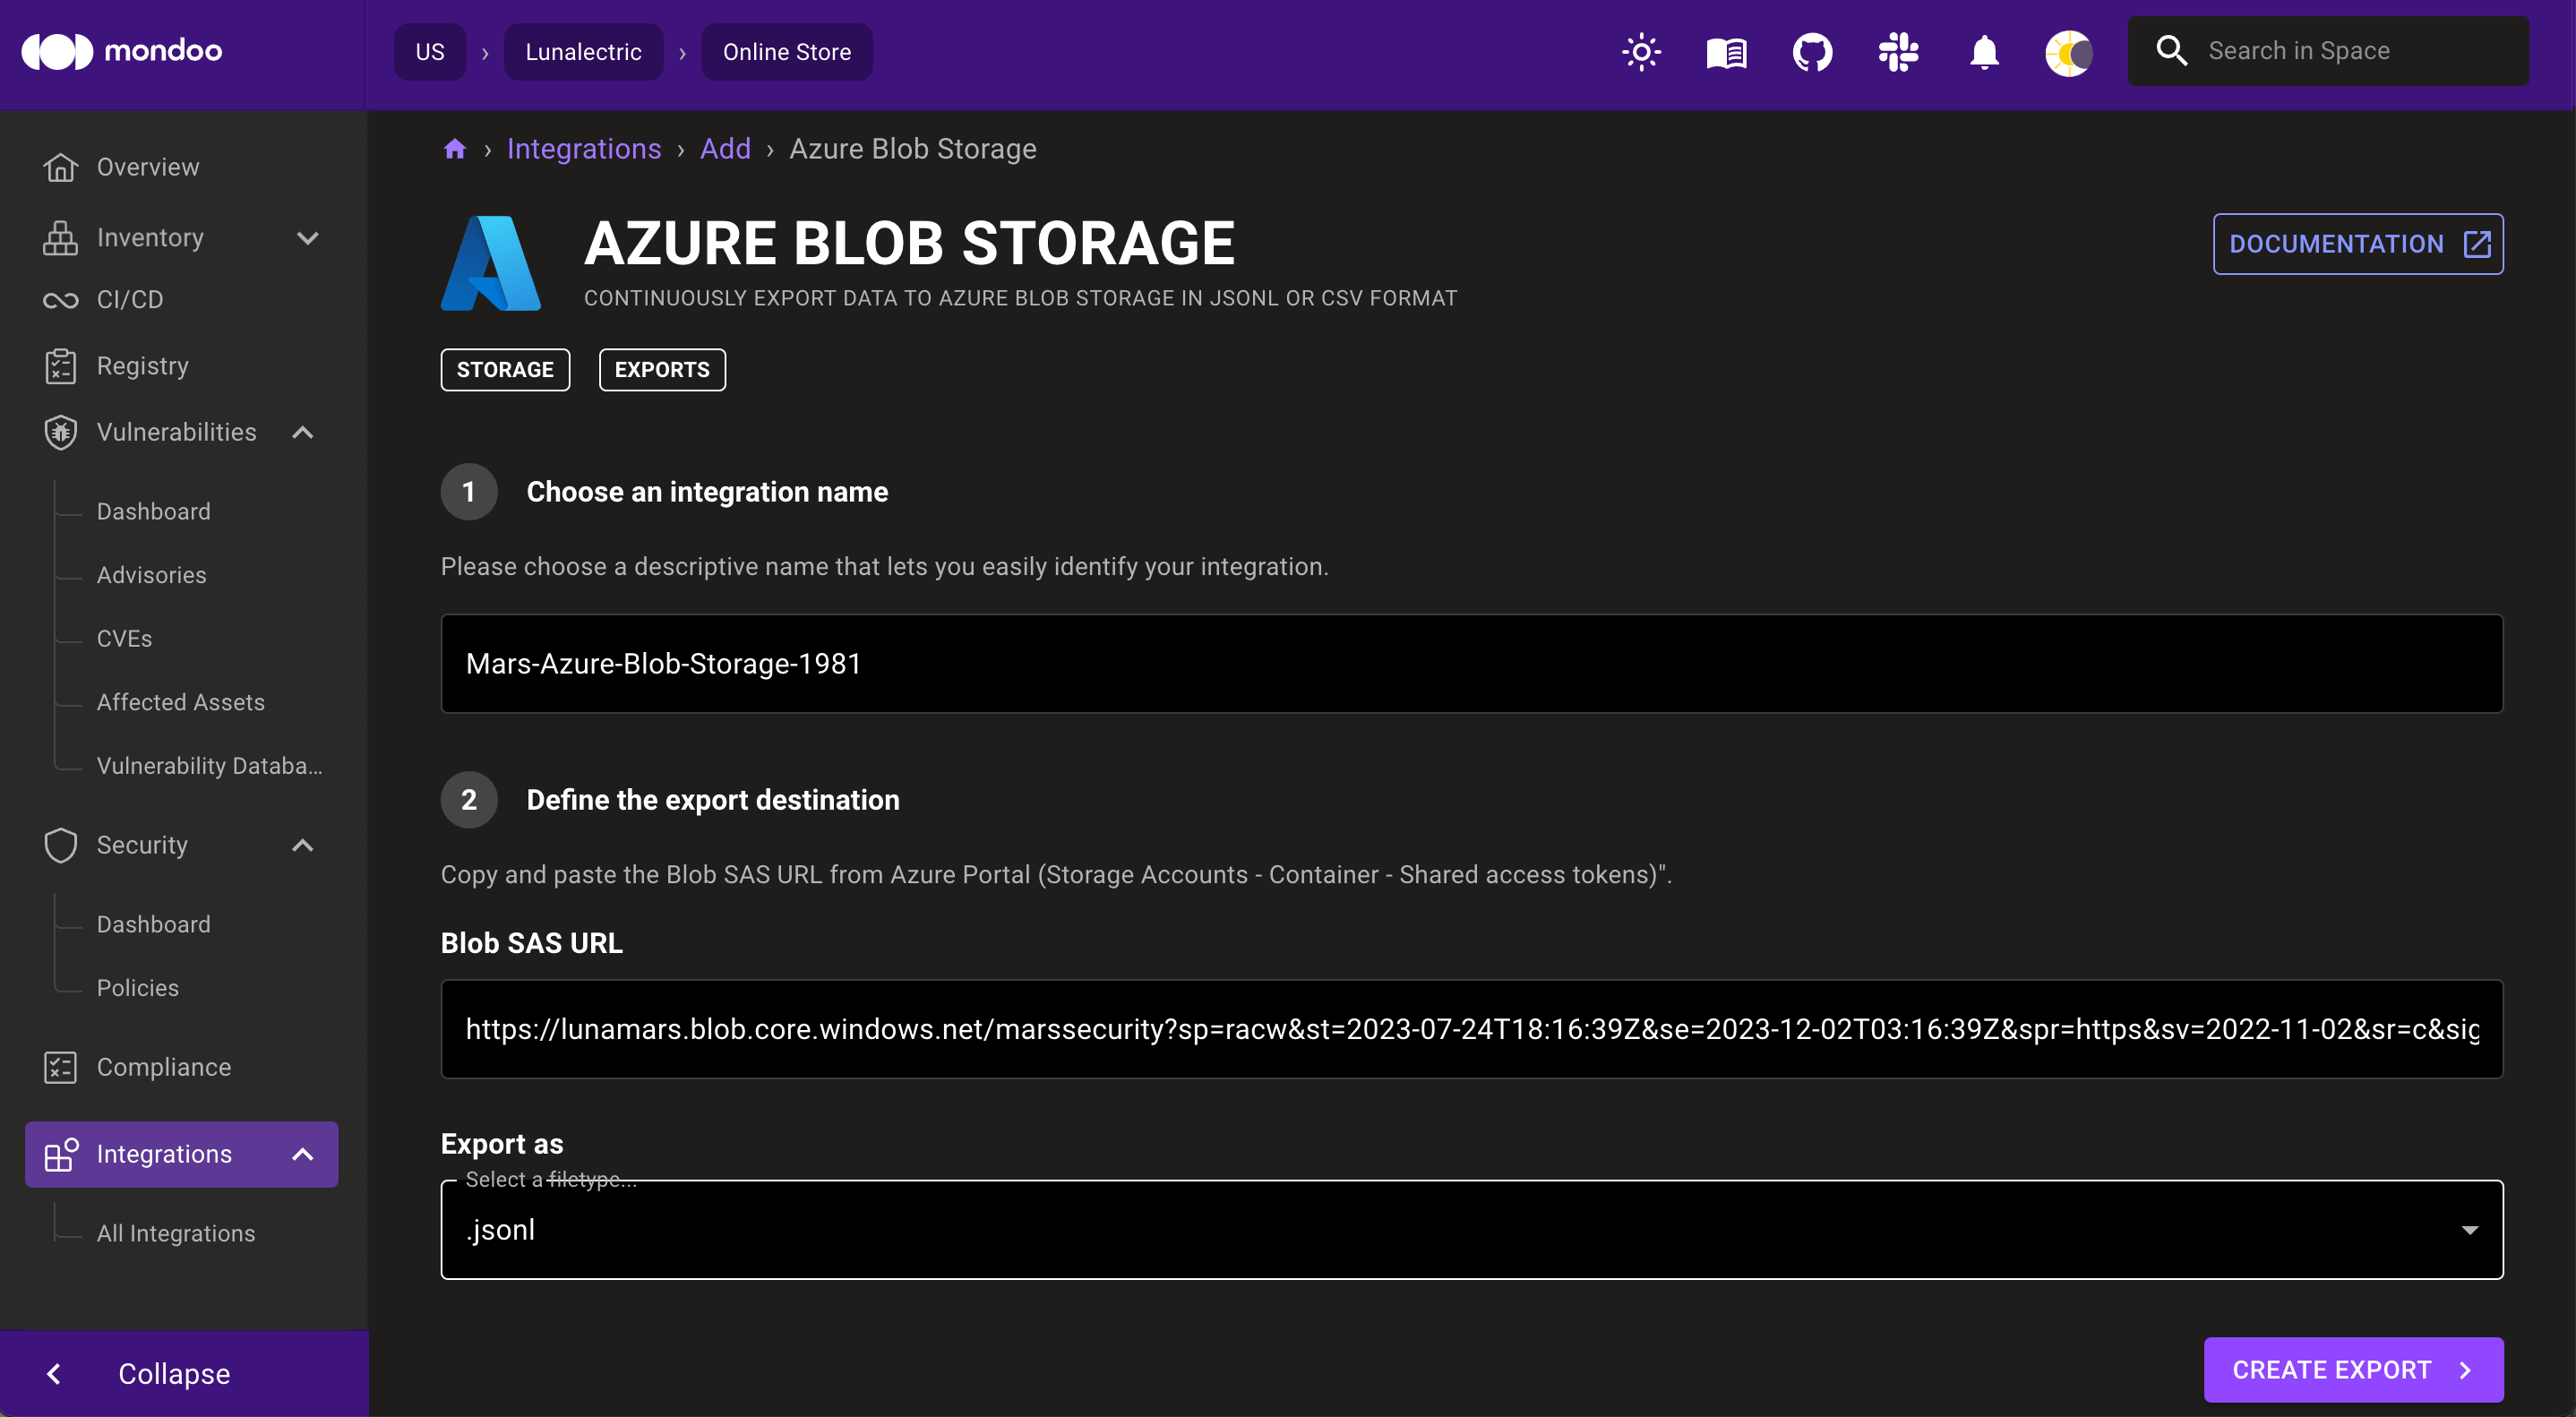 mondoo
US › Lunalectric › Online Store
Search in Space
Overview
Inventory
CI/CD
Registry
Vulnerabilities
Dashboard
Advisories
CVEs
Affected Assets
Vulnerability Databa...
Security
Dashboard
Policies
Compliance
Integrations
All Integrations
Collapse
› Integrations › Add › Azure Blob Storage
AZURE BLOB STORAGE
CONTINUOUSLY EXPORT DATA TO AZURE BLOB STORAGE IN JSONL OR CSV FORMAT
DOCUMENTATION
STORAGE EXPORTS
1 Choose an integration name
Please choose a descriptive name that lets you easily identify your integration.
Mars-Azure-Blob-Storage-1981
2 Define the export destination
Copy and paste the Blob SAS URL from Azure Portal (Storage Accounts - Container - Shared access tokens)".
Blob SAS URL
https://lunamars.blob.core.windows.net/marssecurity?sp=racw&st=2023-07-24T18:16:39Z&se=2023-12-02T03:16:39Z&spr=https&sv=2022-11-02&sr=c&sig
Export as
Select a filetype...
.jsonl
CREATE EXPORT